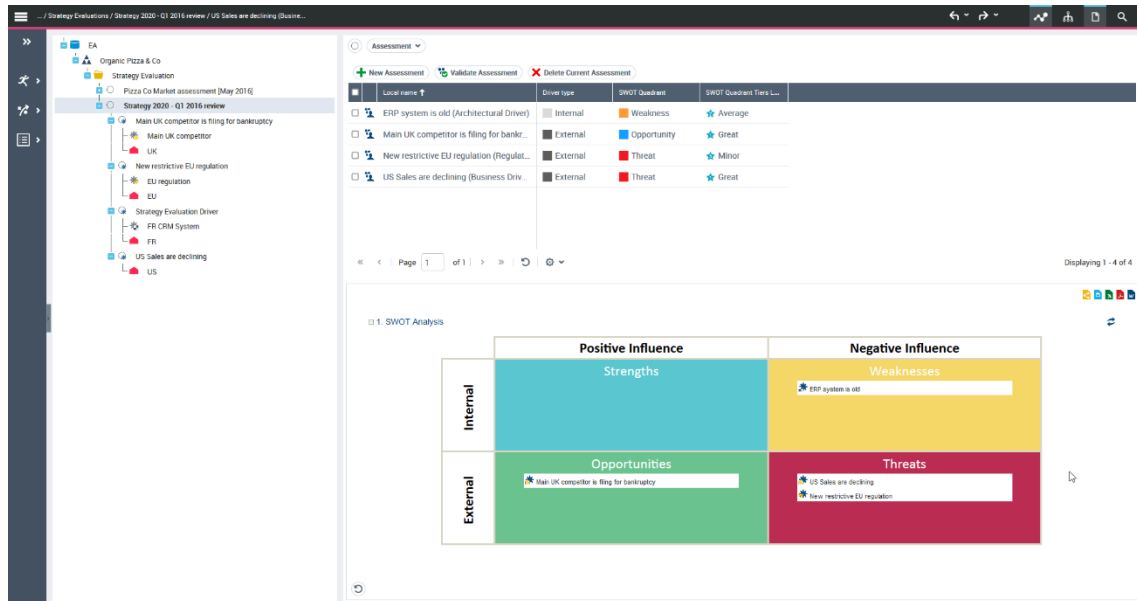 ... / Strategy Evaluations / Strategy 2020 - Q1 2016 review / US Sales are declining (Busine...
EA
Organic Pizza & Co
Strategy Evaluation
Pizza Co Market assessment [May 2016]
Strategy 2020 - Q1 2016 review
Main UK competitor is filing for bankruptcy
Main UK competitor
UK
New restrictive EU regulation
EU regulation
EU
Strategy Evaluation Driver
FR CRM System
FR
US Sales are declining
US
Assessment
New Assessment Validate Assessment Delete Current Assessment
Local name Driver type SWOT Quadrant SWOT Quadrant Tiers L...
ERP system is old (Architectural Driver) Internal Weakness Average
Main UK competitor is filing for bankr... External Opportunity Great
New restrictive EU regulation (Regulat... External Threat Minor
US Sales are declining (Business Driv... External Threat Great
Page 1 of 1 Displaying 1 - 4 of 4
1. SWOT Analysis
Positive Influence Negative Influence
Internal
Strengths
Weaknesses
ERP system is old
External
Opportunities
Main UK competitor is filing for bankruptcy
Threats
US Sales are declining
New restrictive EU regulation